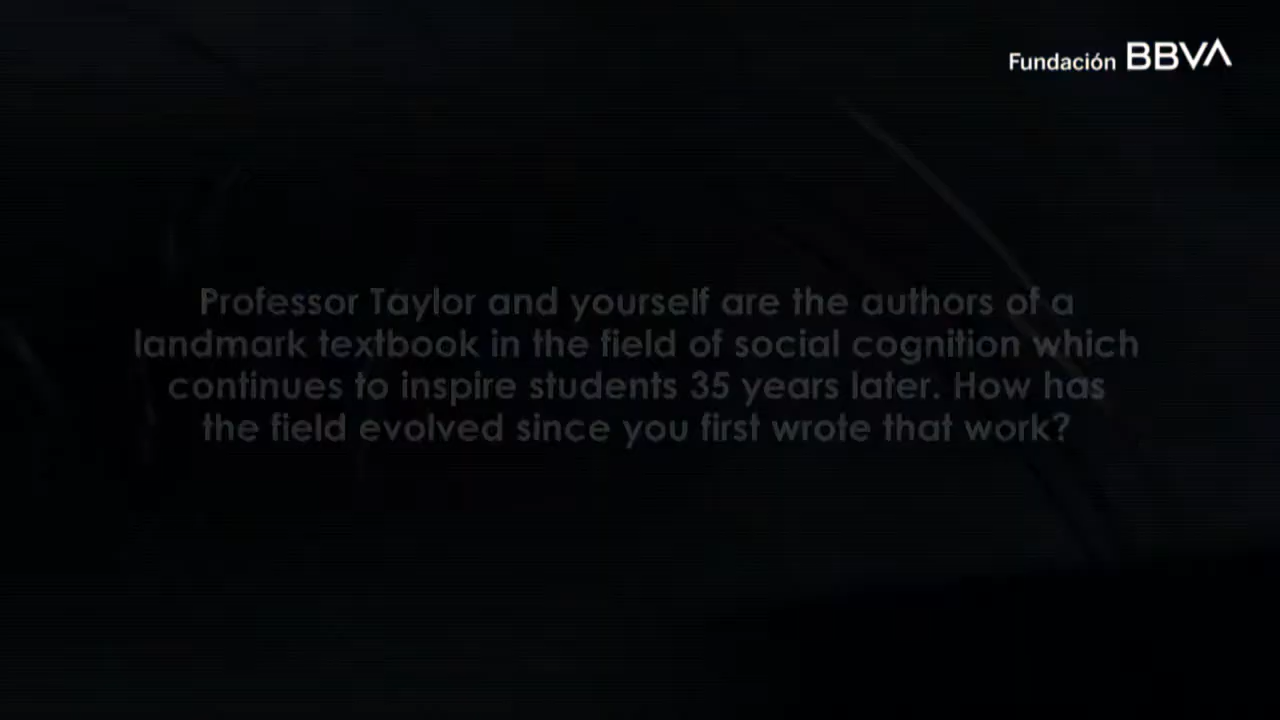 Fundación BBVA
Professor Taylor and yourself are the authors of a
landmark textbook in the field of social cognition which
continues to inspire students 35 years later. How has
the field evolved since you first wrote that work?